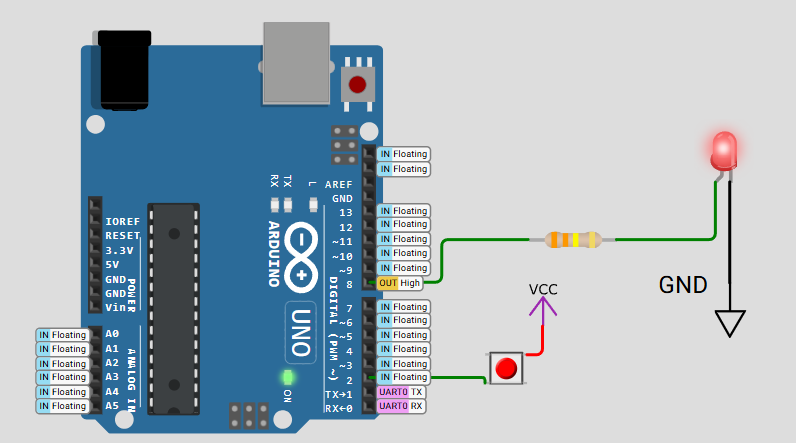 IN Floating
IN Floating
RX
TX
L
AREF
GND
13 IN Floating
12 IN Floating
~11 IN Floating
~10 IN Floating
~9 IN Floating
8 OUT High
ARDUINO
UNO
ON
DIGITAL (PWM ~)
7 IN Floating
~6 IN Floating
~5 IN Floating
4 IN Floating
~3 IN Floating
2 IN Floating
TX→1 UART0 TX
RX←0 UART0 RX
IOREF
RESET
3.3V
5V
GND
GND
Vin
POWER
IN Floating A0
IN Floating A1
IN Floating A2
IN Floating A3
IN Floating A4
IN Floating A5
ANALOG IN
VCC
GND